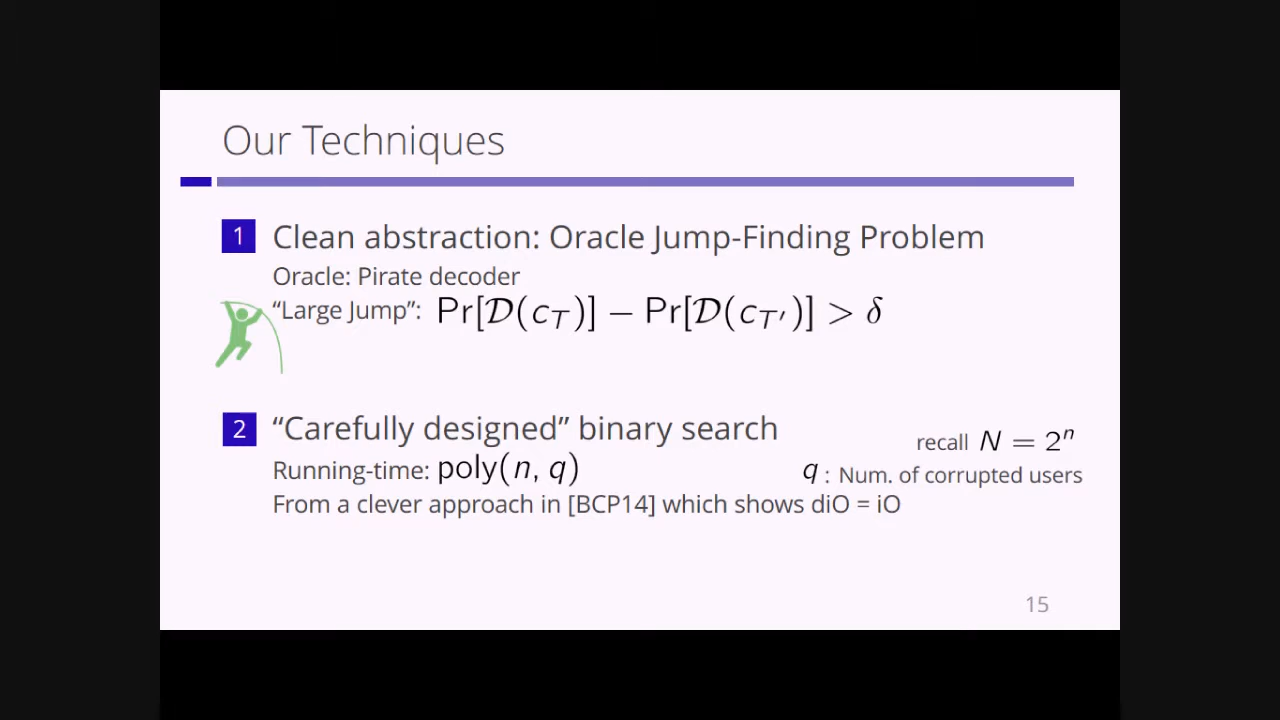 Our Techniques
1 Clean abstraction: Oracle Jump-Finding Problem
Oracle: Pirate decoder
“Large Jump”: Pr[𝒟(c_T)] − Pr[𝒟(c_T′)] > δ
2 “Carefully designed” binary search
recall N = 2ⁿ
Running-time: poly(n, q)
q : Num. of corrupted users
From a clever approach in [BCP14] which shows diO = iO
15